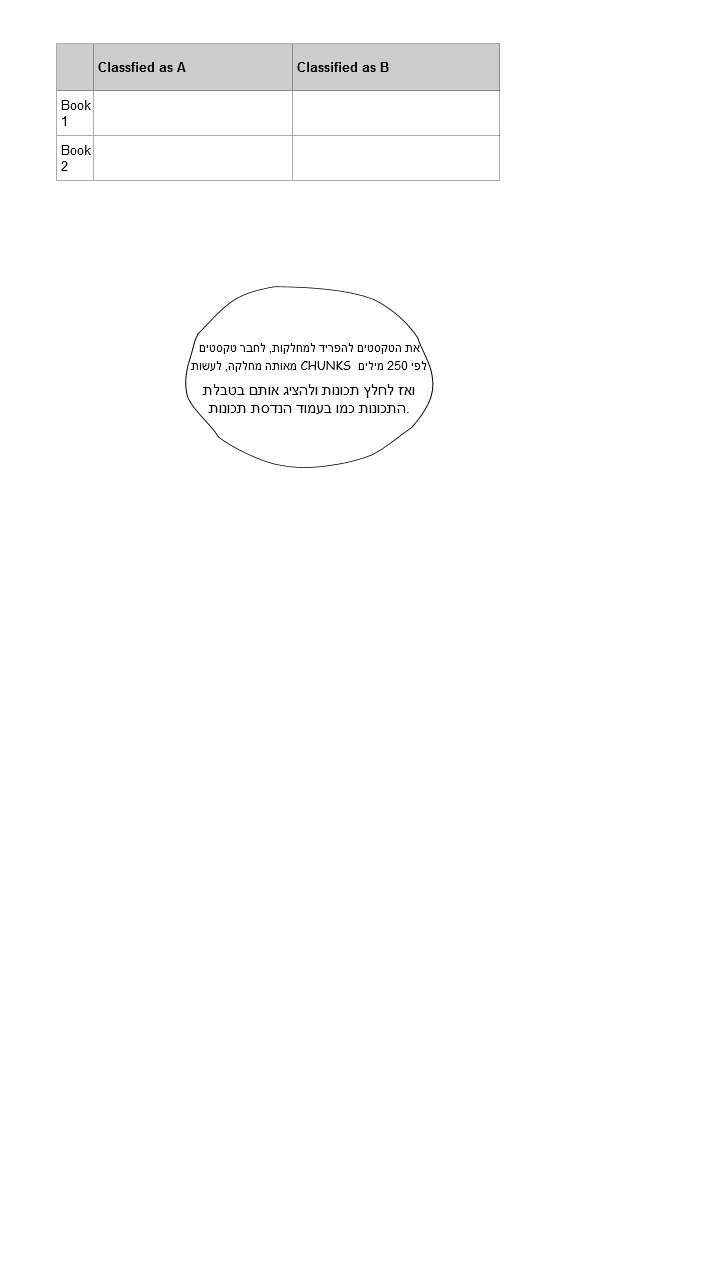 Classfied as A Classified as B
Book
1
Book
2
את הטקסטים להפריד למחלקות, לחבר טקסטים
לפי 250 מילים CHUNKS מאותה מחלקה, לעשות
ואז לחלץ תכונות ולהציג אותם בטבלת
התכונות כמו בעמוד הנדסת תכונות.